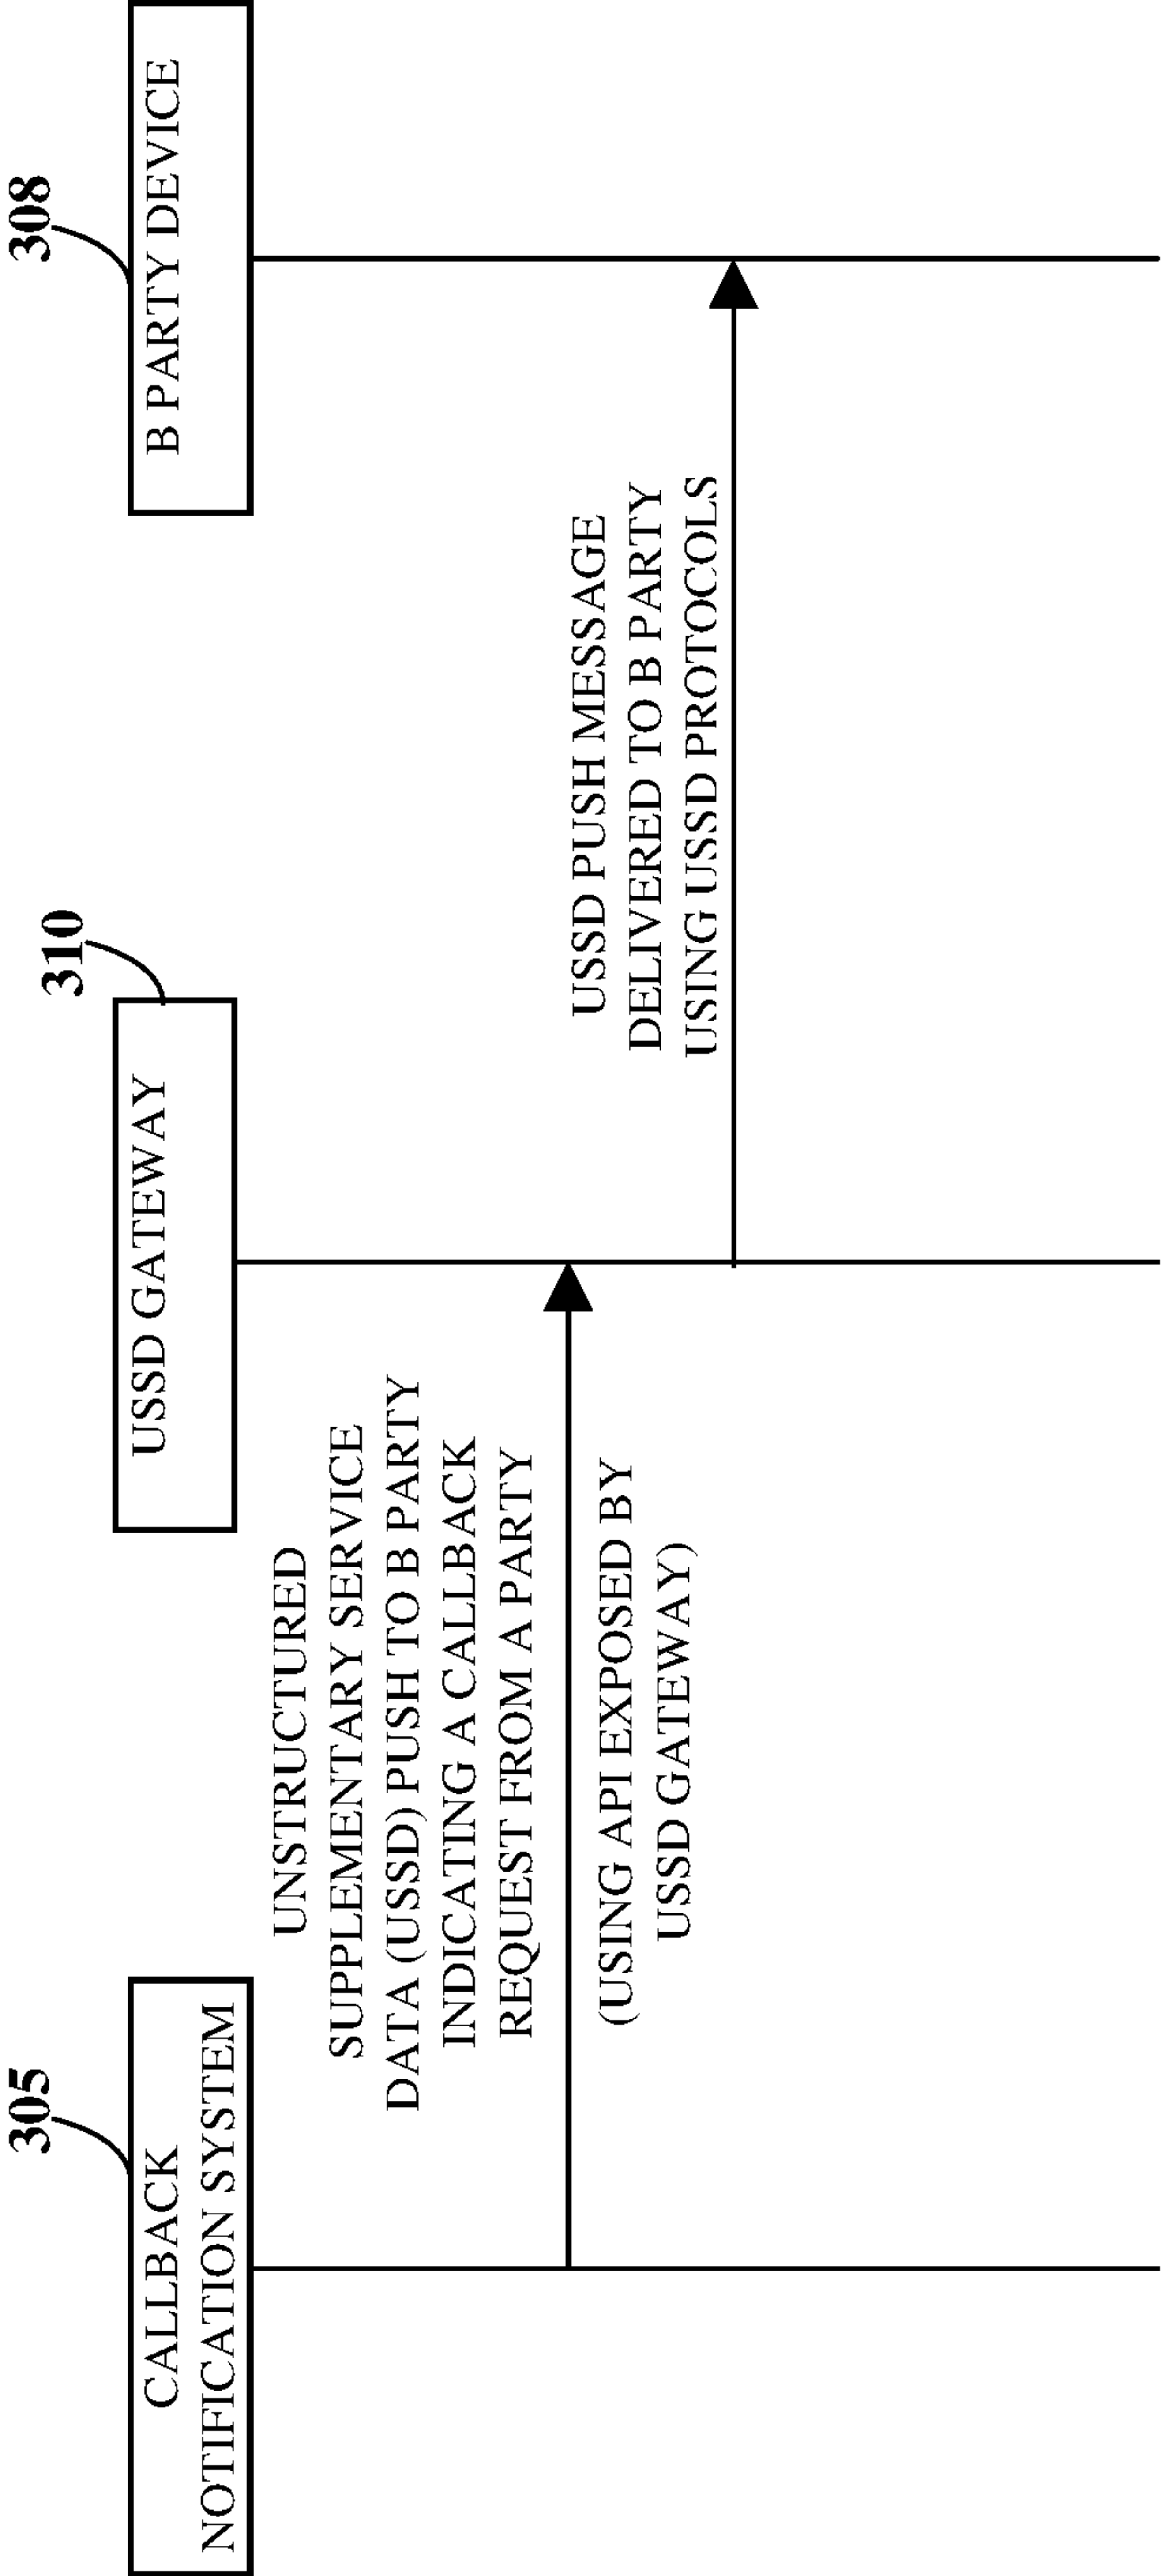 305
CALLBACK
NOTIFICATION SYSTEM
310
USSD GATEWAY
308
B PARTY DEVICE
UNSTRUCTURED
SUPPLEMENTARY SERVICE
DATA (USSD) PUSH TO B PARTY
INDICATING A CALLBACK
REQUEST FROM A PARTY
(USING API EXPOSED BY
USSD GATEWAY)
USSD PUSH MESSAGE
DELIVERED TO B PARTY
USING USSD PROTOCOLS